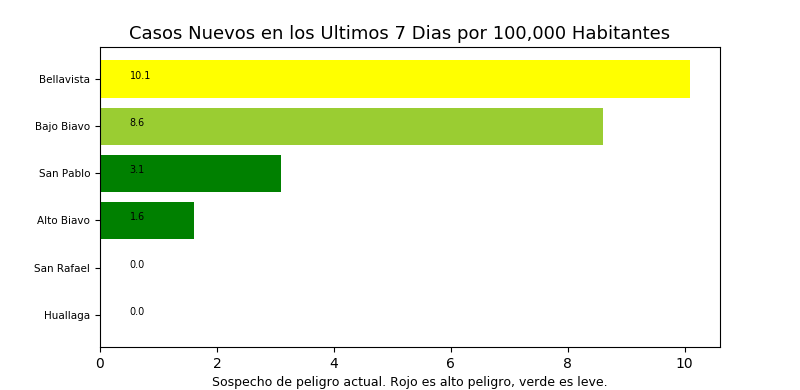 Casos Nuevos en los Ultimos 7 Dias por 100,000 Habitantes
Bellavista 10.1
Bajo Biavo 8.6
San Pablo 3.1
Alto Biavo 1.6
San Rafael 0.0
Huallaga 0.0
0 2 4 6 8 10
Sospecho de peligro actual. Rojo es alto peligro, verde es leve.